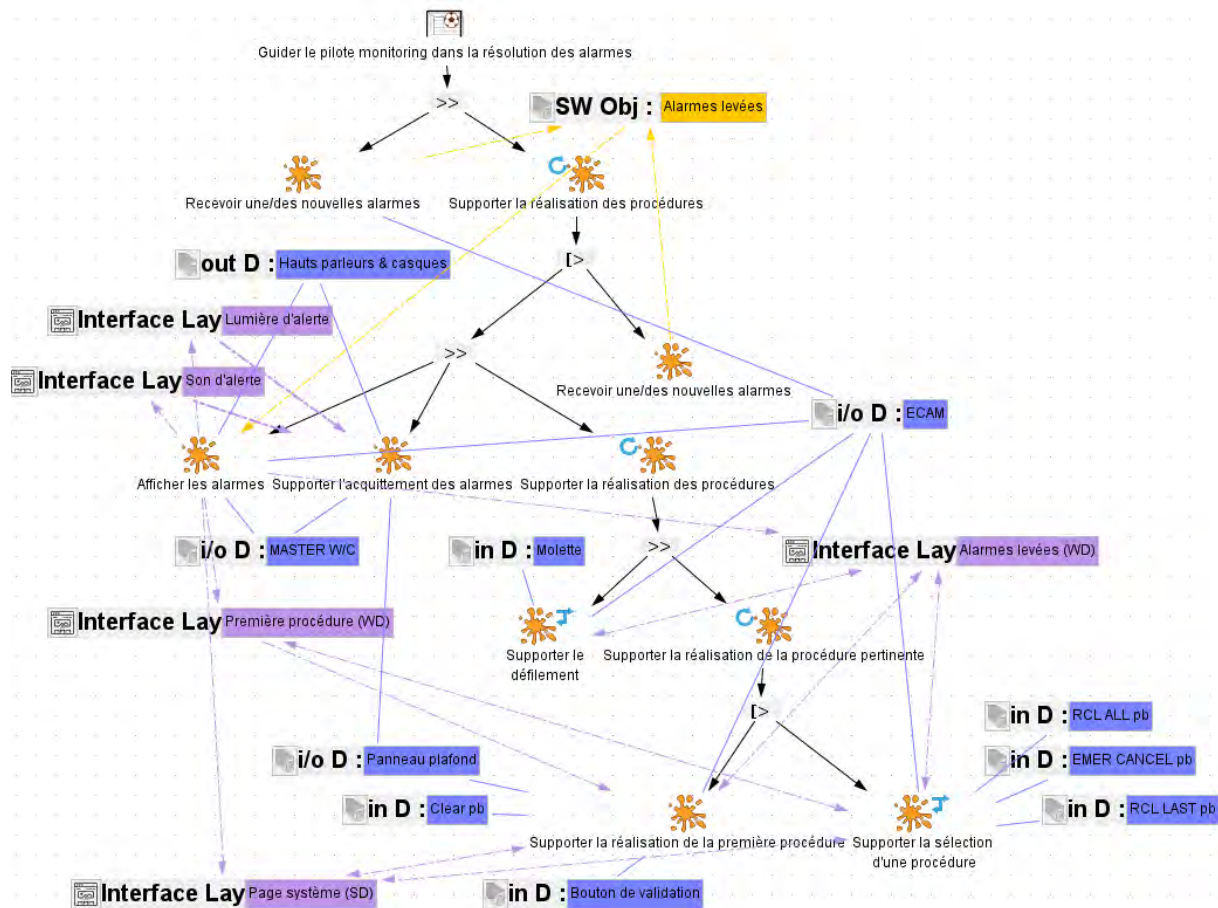 Guider le pilote monitoring dans la résolution des alarmes
>>
SW Obj : Alarmes levées
Recevoir une/des nouvelles alarmes
Supporter la réalisation des procédures
out D : Hauts parleurs & casques
[>
Interface Lay Lumière d'alerte
>>
Interface Lay Son d'alerte
Recevoir une/des nouvelles alarmes
i/o D : ECAM
Afficher les alarmes
Supporter l'acquittement des alarmes
Supporter la réalisation des procédures
i/o D : MASTER W/C
in D : Molette
>>
Interface Lay Alarmes levées (WD)
Interface Lay Première procédure (WD)
Supporter le
défilement
Supporter la réalisation de la procédure pertinente
[>
in D : RCL ALL pb
i/o D : Panneau plafond
in D : EMER CANCEL pb
in D : Clear pb
in D : RCL LAST pb
Supporter la réalisation de la première procédure
Supporter la sélection
d'une procédure
Interface Lay Page système (SD)
in D : Bouton de validation